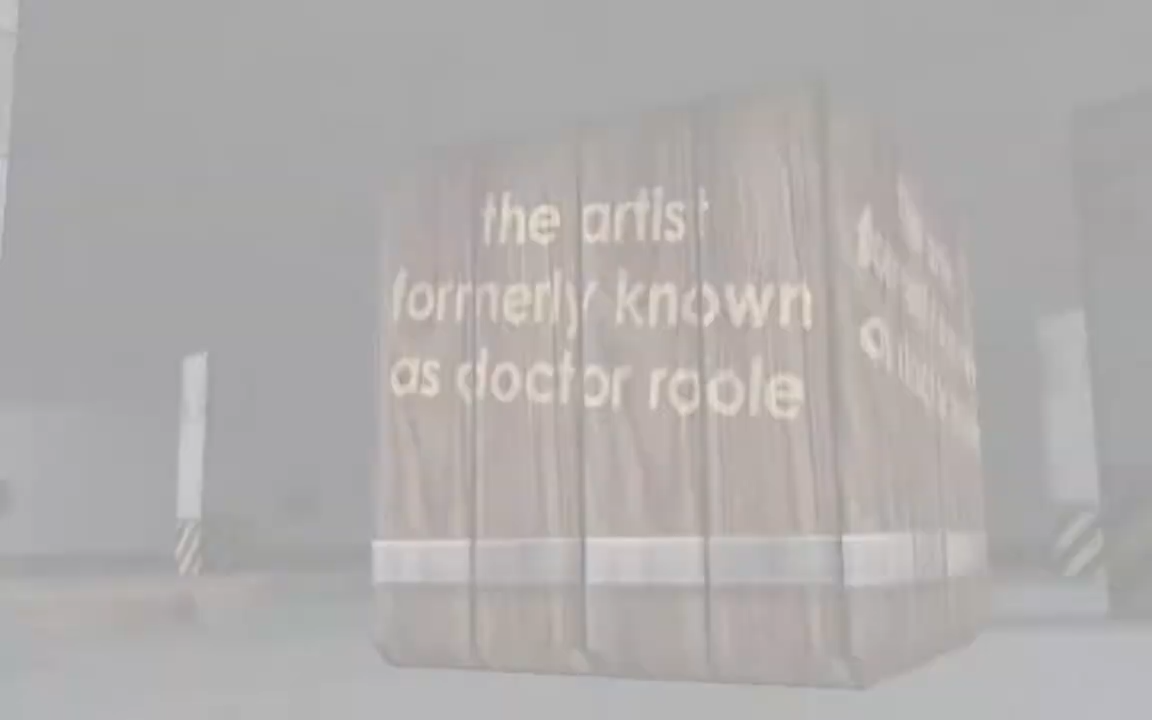 the artist
formerly known
as doctor roole